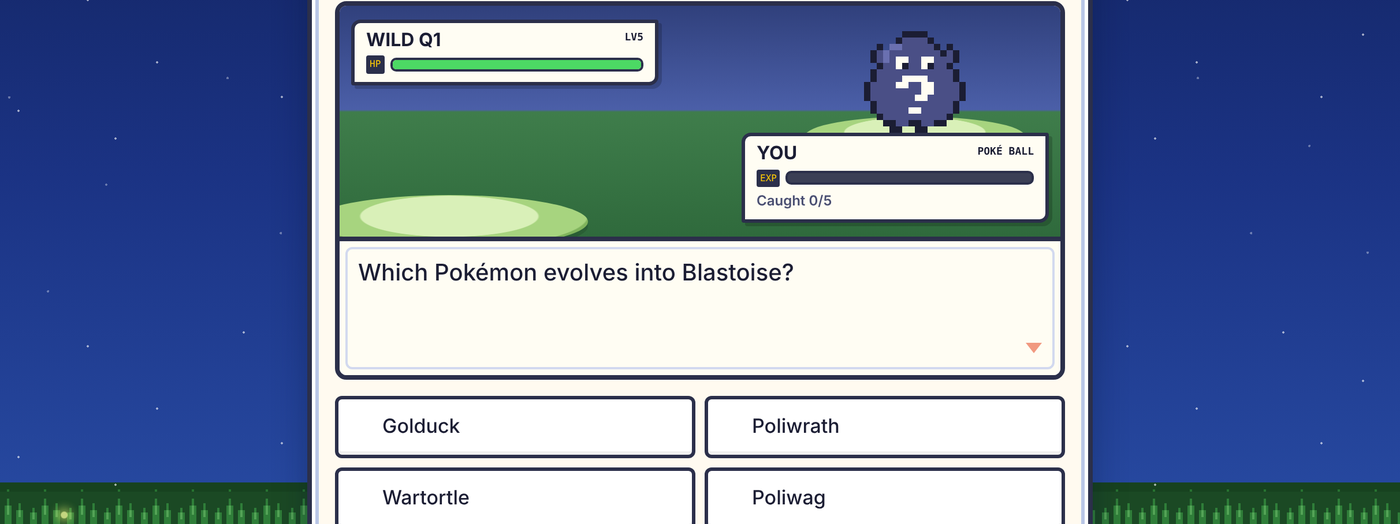 WILD Q1
LV5
HP
YOU
POKÉ BALL
EXP
Caught 0/5
Which Pokémon evolves into Blastoise?
Golduck
Poliwrath
Wartortle
Poliwag